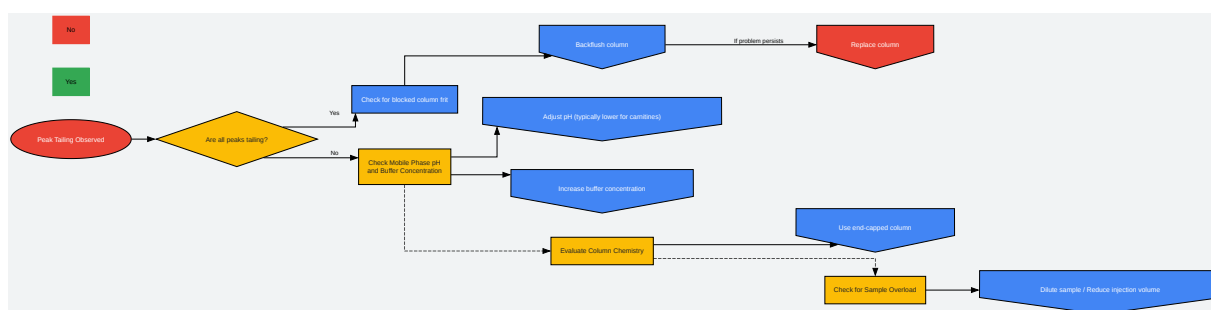 No
Yes
Peak Tailing Observed
Are all peaks tailing?
Yes
No
Check for blocked column frit
Backflush column
If problem persists
Replace column
Check Mobile Phase pH
and Buffer Concentration
Adjust pH (typically lower for carnitines)
Increase buffer concentration
Evaluate Column Chemistry
Use end-capped column
Check for Sample Overload
Dilute sample / Reduce injection volume